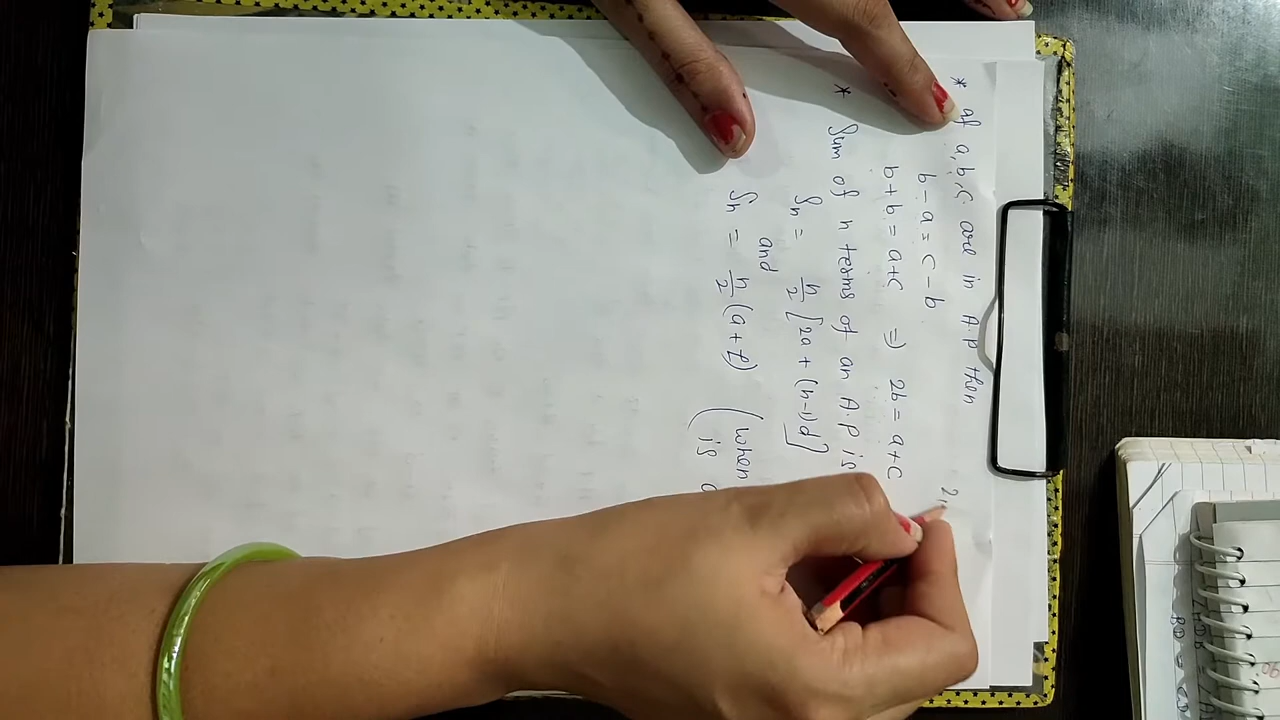 * If a, b, c are in A.P then
2,
b - a = c - b
b + b = a + c ⇒ 2b = a + c
* Sum of n terms of an A.P is
Sn = n/2 [2a + (n-1)d]
and
Sn = n/2 (a + l) (when
is